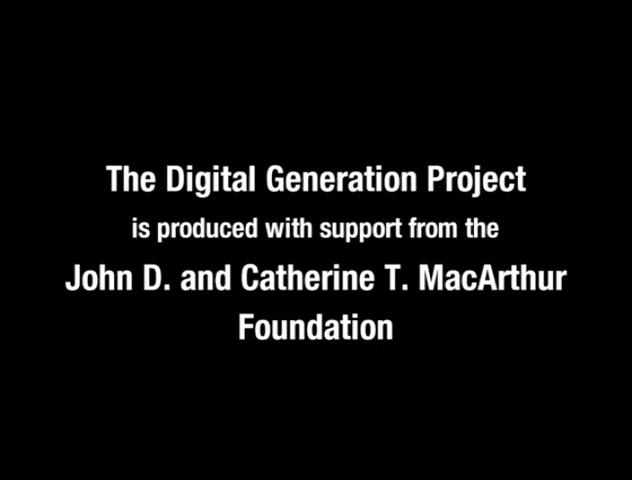 The Digital Generation Project
is produced with support from the
John D. and Catherine T. MacArthur
Foundation